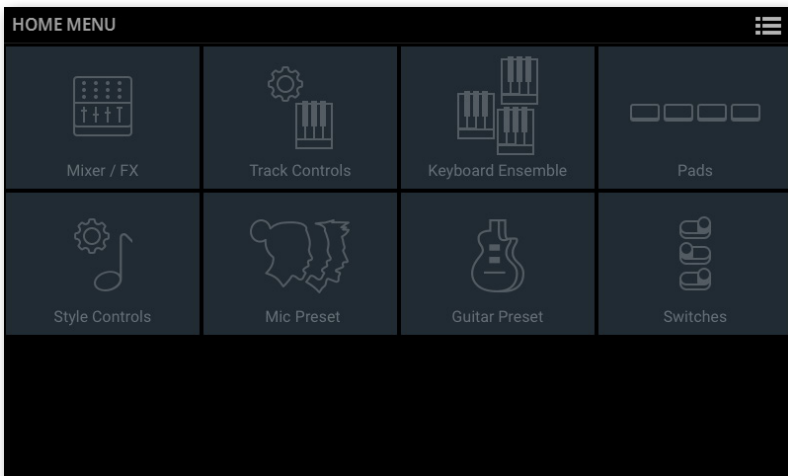 HOME MENU
Mixer / FX
Track Controls
Keyboard Ensemble
Pads
Style Controls
Mic Preset
Guitar Preset
Switches